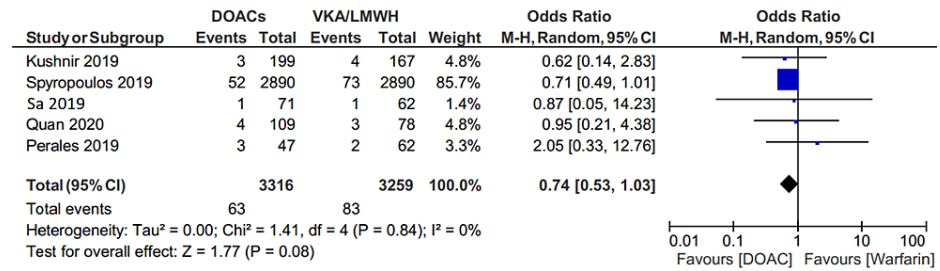 DOACs VKA/LMWH Odds Ratio Odds Ratio
Study or Subgroup Events Total Events Total Weight M-H, Random, 95% CI M-H, Random, 95% CI
Kushnir 2019 3 199 4 167 4.8% 0.62 [0.14, 2.83]
Spyropoulos 2019 52 2890 73 2890 85.7% 0.71 [0.49, 1.01]
Sa 2019 1 71 1 62 1.4% 0.87 [0.05, 14.23]
Quan 2020 4 109 3 78 4.8% 0.95 [0.21, 4.38]
Perales 2019 3 47 2 62 3.3% 2.05 [0.33, 12.76]
Total (95% CI) 3316 3259 100.0% 0.74 [0.53, 1.03]
Total events 63 83
Heterogeneity: Tau² = 0.00; Chi² = 1.41, df = 4 (P = 0.84); I² = 0%
Test for overall effect: Z = 1.77 (P = 0.08)
0.01 0.1 1 10 100
Favours [DOAC] Favours [Warfarin]